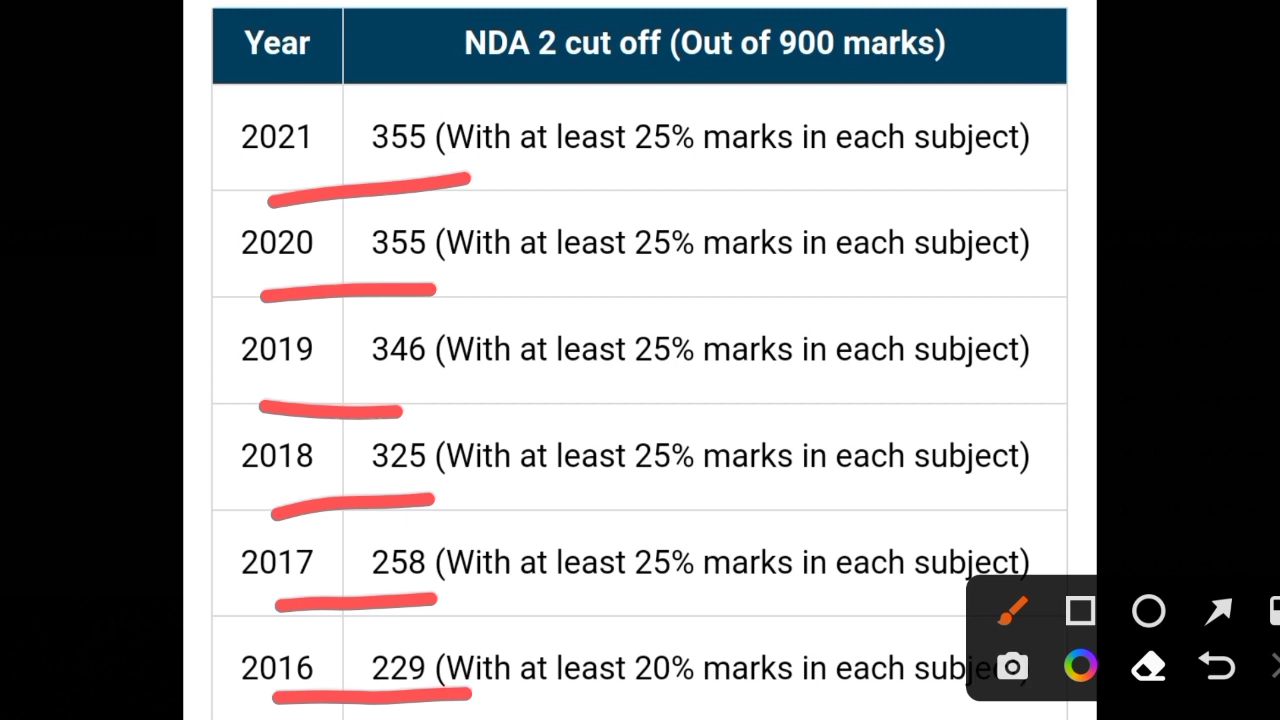 Year NDA 2 cut off (Out of 900 marks)
2021 355 (With at least 25% marks in each subject)
2020 355 (With at least 25% marks in each subject)
2019 346 (With at least 25% marks in each subject)
2018 325 (With at least 25% marks in each subject)
2017 258 (With at least 25% marks in each subject)
2016 229 (With at least 20% marks in each subje